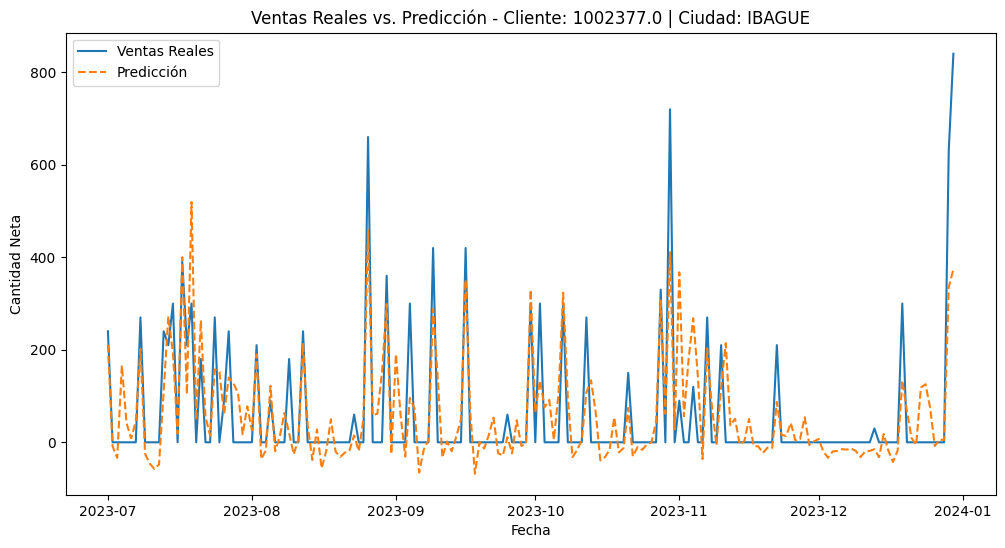 Ventas Reales vs. Predicción - Cliente: 1002377.0 | Ciudad: IBAGUE
Ventas Reales
Predicción
Cantidad Neta
800
600
400
200
0
2023-07 2023-08 2023-09 2023-10 2023-11 2023-12 2024-01
Fecha